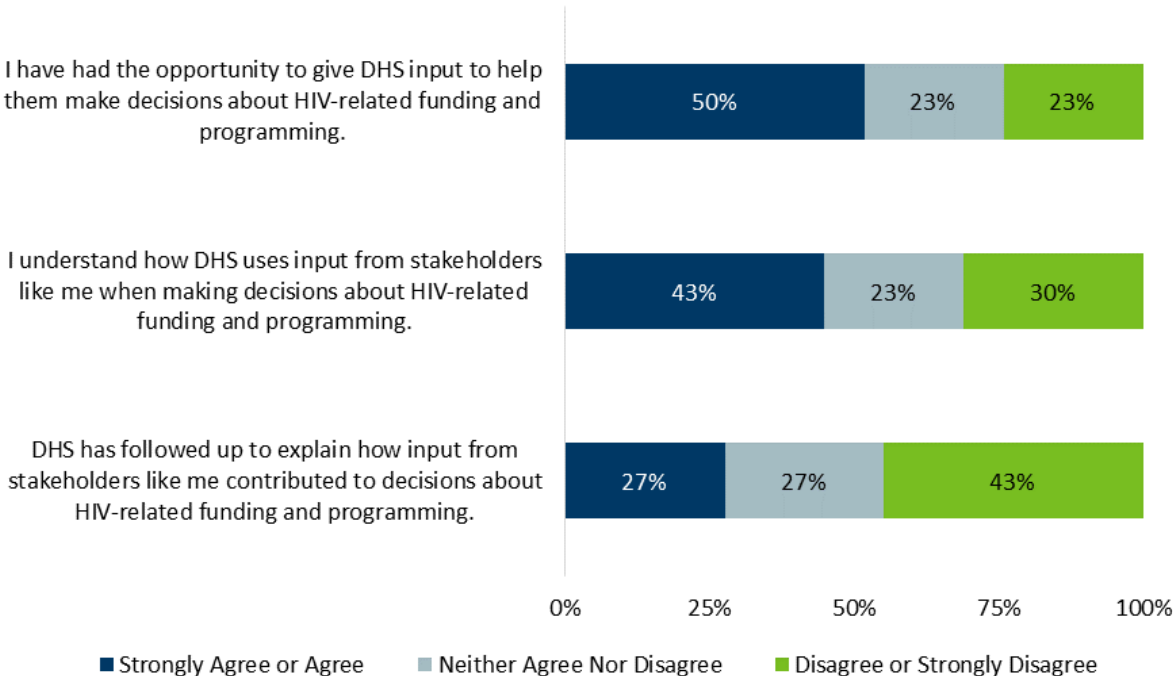 I have had the opportunity to give DHS input to help
them make decisions about HIV-related funding and
programming.
50%
23%
23%
I understand how DHS uses input from stakeholders
like me when making decisions about HIV-related
funding and programming.
43%
23%
30%
DHS has followed up to explain how input from
stakeholders like me contributed to decisions about
HIV-related funding and programming.
27%
27%
43%
0%
25%
50%
75%
100%
Strongly Agree or Agree
Neither Agree Nor Disagree
Disagree or Strongly Disagree